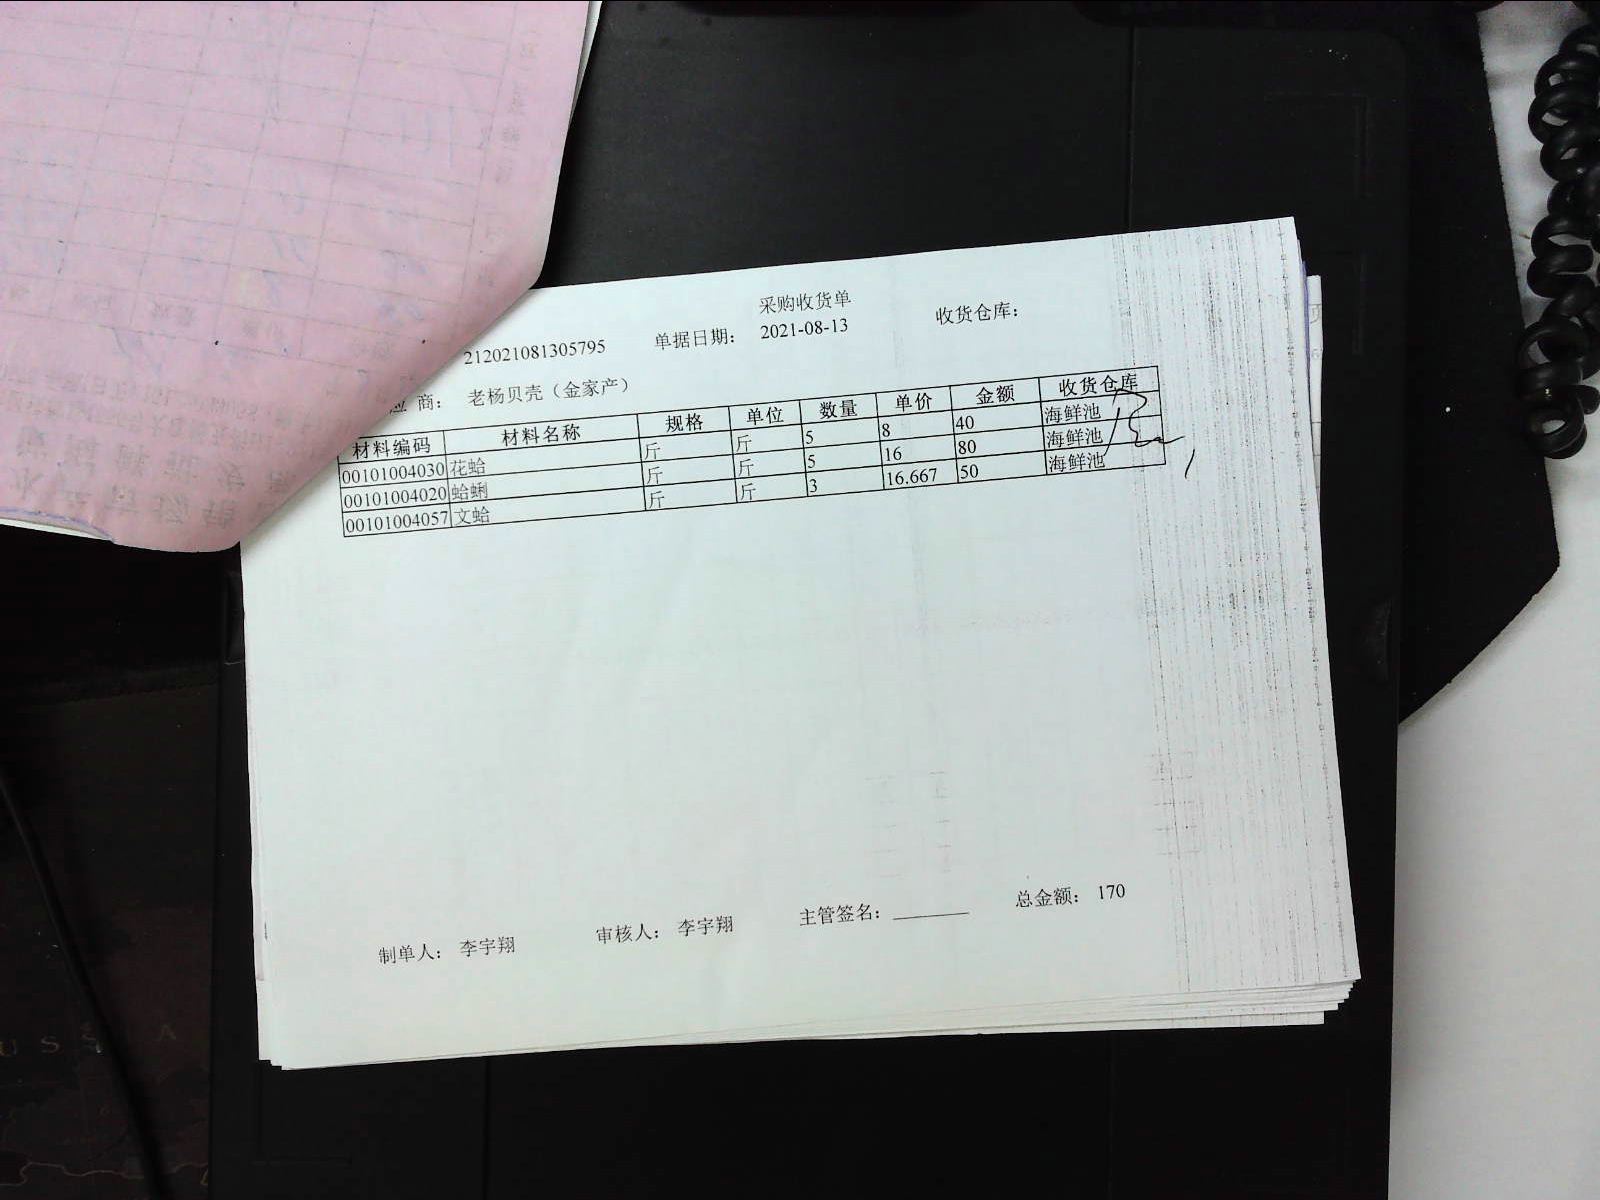 采购收货单
212021081305795 单据日期: 2021-08-13 收货仓库:
应 商: 老杨贝壳(金家产)
材料编码 材料名称 规格 单位 数量 单价 金额 收货仓库
00101004030 花蛤 斤 斤 5 8 40 海鲜池
00101004020 蛤蜊 斤 斤 5 16 80 海鲜池
00101004057 文蛤 斤 斤 3 16.667 50 海鲜池
制单人: 李宇翔 审核人: 李宇翔 主管签名: 总金额: 170